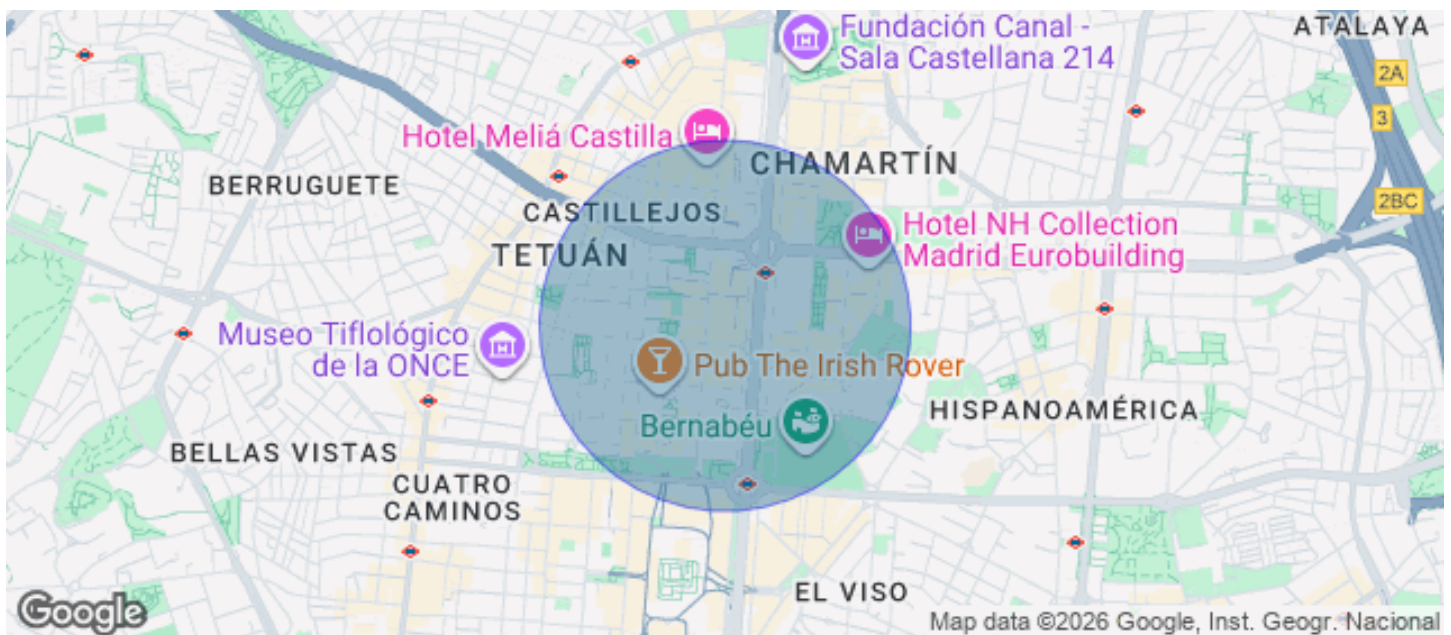 Fundación Canal -
Sala Castellana 214
ATALAYA
2A
3
Hotel Meliá Castilla
CHAMARTÍN
BERRUGUETE
2BC
CASTILLEJOS
TETUÁN
Hotel NH Collection
Madrid Eurobuilding
Museo Tiflológico
de la ONCE
Pub The Irish Rover
Bernabéu
HISPANOAMÉRICA
BELLAS VISTAS
CUATRO
CAMINOS
EL VISO
Google
Map data ©2026 Google, Inst. Geogr. Nacional